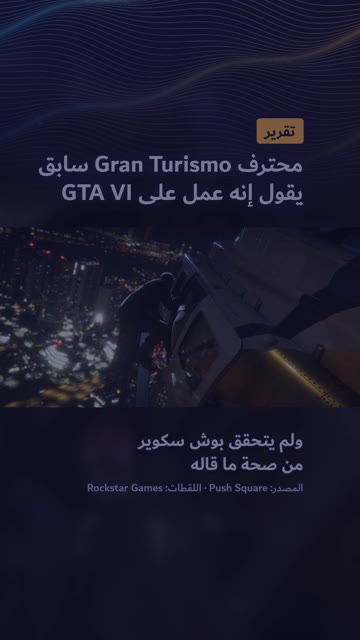 تقرير
محترف Gran Turismo سابق
يقول إنه عمل على GTA VI
ولم يتحقق بوش سكوير
من صحة ما قاله
المصدر: Push Square · اللقطات: Rockstar Games